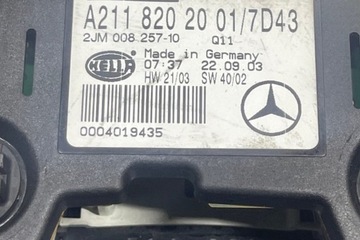 A211 820 20 01/7D43
2JM 008 257-10 Q11
Made in Germany
HELLA 07:37 22.09.03
HW 21/03 SW 40/02
0004019435